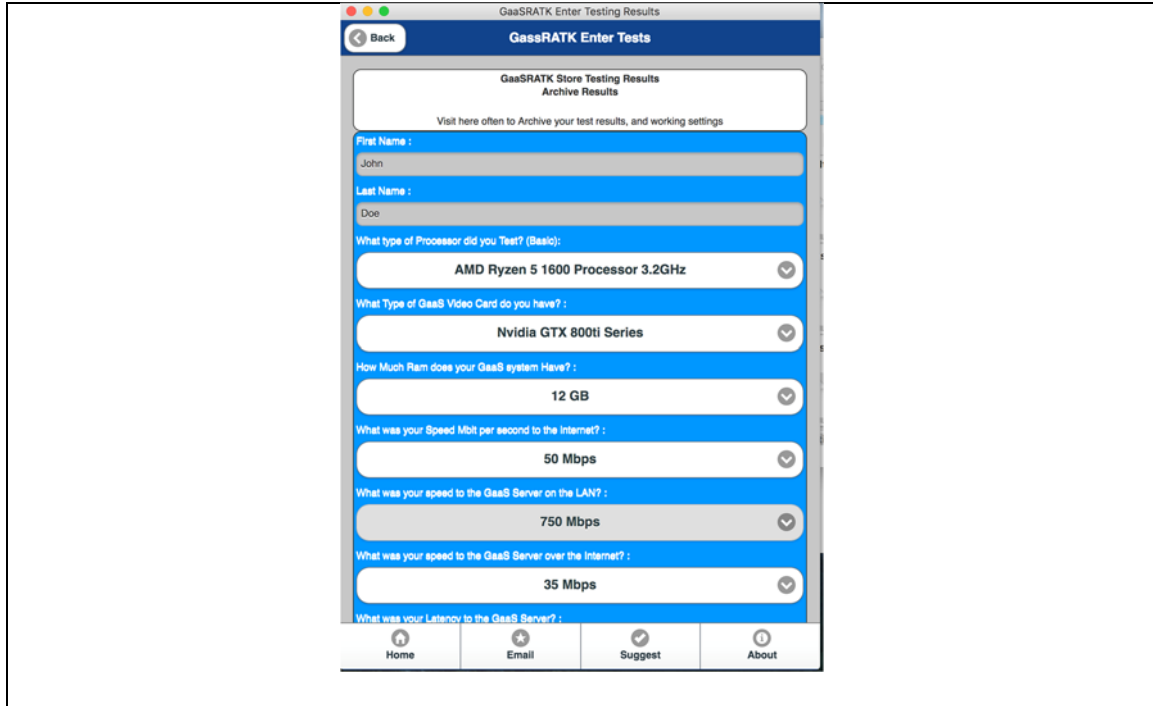 GaaSRATK Enter Testing Results
Back
GassRATK Enter Tests
GaaSRATK Store Testing Results
Archive Results
Visit here often to Archive your test results, and working settings
First Name :
John
Last Name :
Doe
What type of Processor did you Test? (Basic):
AMD Ryzen 5 1600 Processor 3.2GHz
What Type of GaaS Video Card do you have? :
Nvidia GTX 800ti Series
How Much Ram does your GaaS system Have? :
12 GB
What was your Speed Mbit per second to the Internet? :
50 Mbps
What was your speed to the GaaS Server on the LAN? :
750 Mbps
What was your speed to the GaaS Server over the Internet? :
35 Mbps
What was your Latency to the GaaS Server? :
Home
Email
Suggest
About